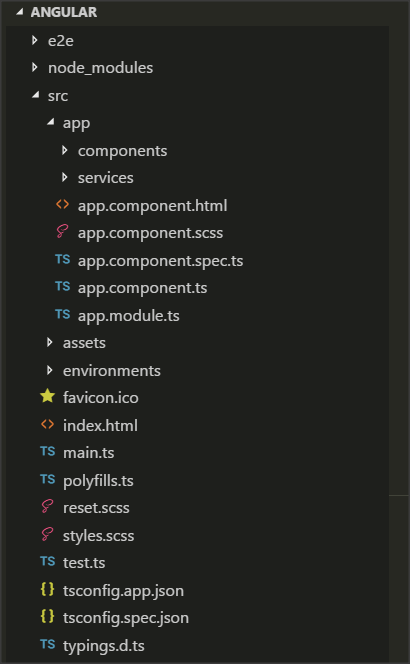 ANGULAR
e2e
node_modules
src
app
components
services
<> app.component.html
app.component.scss
TS app.component.spec.ts
TS app.component.ts
TS app.module.ts
assets
environments
favicon.ico
<> index.html
TS main.ts
TS polyfills.ts
reset.scss
styles.scss
TS test.ts
{} tsconfig.app.json
{} tsconfig.spec.json
TS typings.d.ts